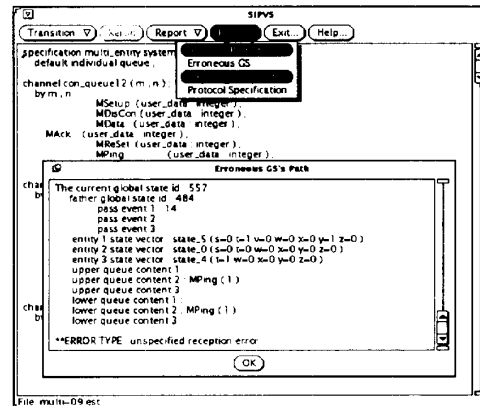 SIPVS
Transition ▽ Report ▽ Exit... Help...
specification multi_entity system
default individual queue ,
Erroneous GS
Protocol Specification
channel con_queue12 ( m , n ) ,
by m , n
MSetup ( user_data integer ) ,
MDisCon ( user_data integer ) ,
MData ( user_data integer ) ,
MAck ( user_data integer ) ,
MReSet ( user_data integer ) ,
MPing ( user_data integer ) ,
Erroneous GS's Path
chan
by
The current global state id 557
father global state id 484
pass event 1 14
pass event 2
pass event 3
entity 1 state vector state_5 ( s=0 t=1 v=0 w=0 x=0 y=1 z=0 )
entity 2 state vector state_0 ( s=0 t=0 w=0 x=0 y=0 z=0 )
entity 3 state vector state_4 ( t=1 w=0 x=0 y=0 z=0 )
upper queue content 1
upper queue content 2 : MPing ( 1 )
upper queue content 3
lower queue content 1 :
lower queue content 2 : MPing ( 1 )
lower queue content 3
chan
by
**ERROR TYPE unspecified reception error
OK
File multi-09 est